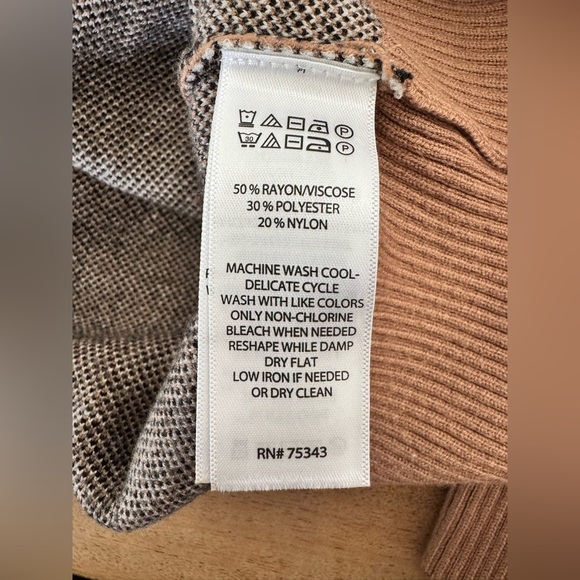 50 % RAYON/VISCOSE
30 % POLYESTER
20 % NYLON
MACHINE WASH COOL-
DELICATE CYCLE
WASH WITH LIKE COLORS
ONLY NON-CHLORINE
BLEACH WHEN NEEDED
RESHAPE WHILE DAMP
DRY FLAT
LOW IRON IF NEEDED
OR DRY CLEAN
RN# 75343